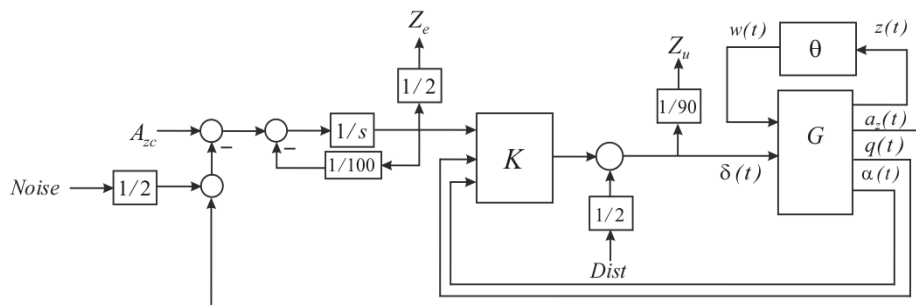 Z_e
Z_u
w(t)
θ
z(t)
1/2
1/90
A_zc
1/s
K
G
a_z(t)
1/100
q(t)
δ(t)
α(t)
Noise
1/2
1/2
Dist